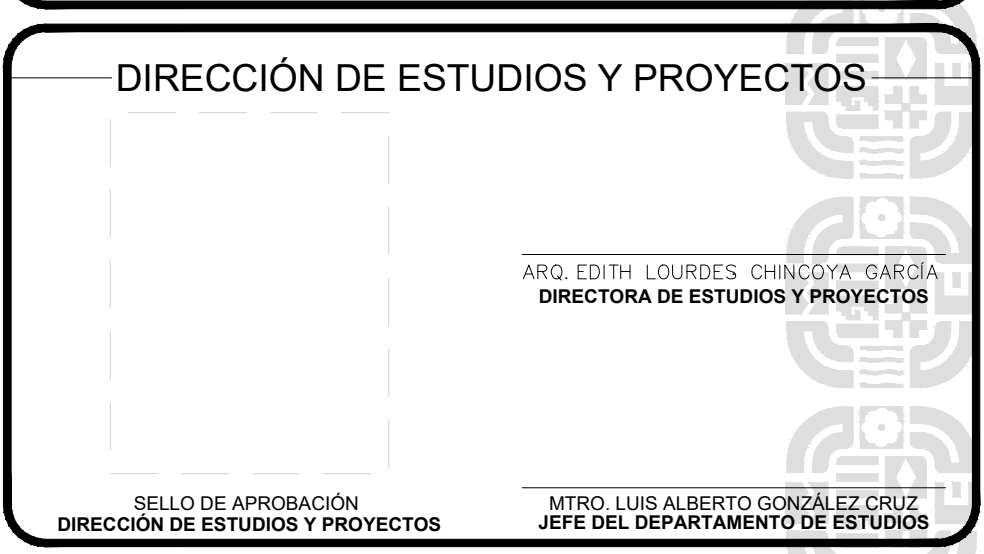 DIRECCIÓN DE ESTUDIOS Y PROYECTOS
ARQ. EDITH LOURDES CHINCOYA GARCÍA
DIRECTORA DE ESTUDIOS Y PROYECTOS
SELLO DE APROBACIÓN
DIRECCIÓN DE ESTUDIOS Y PROYECTOS
MTRO. LUIS ALBERTO GONZÁLEZ CRUZ
JEFE DEL DEPARTAMENTO DE ESTUDIOS